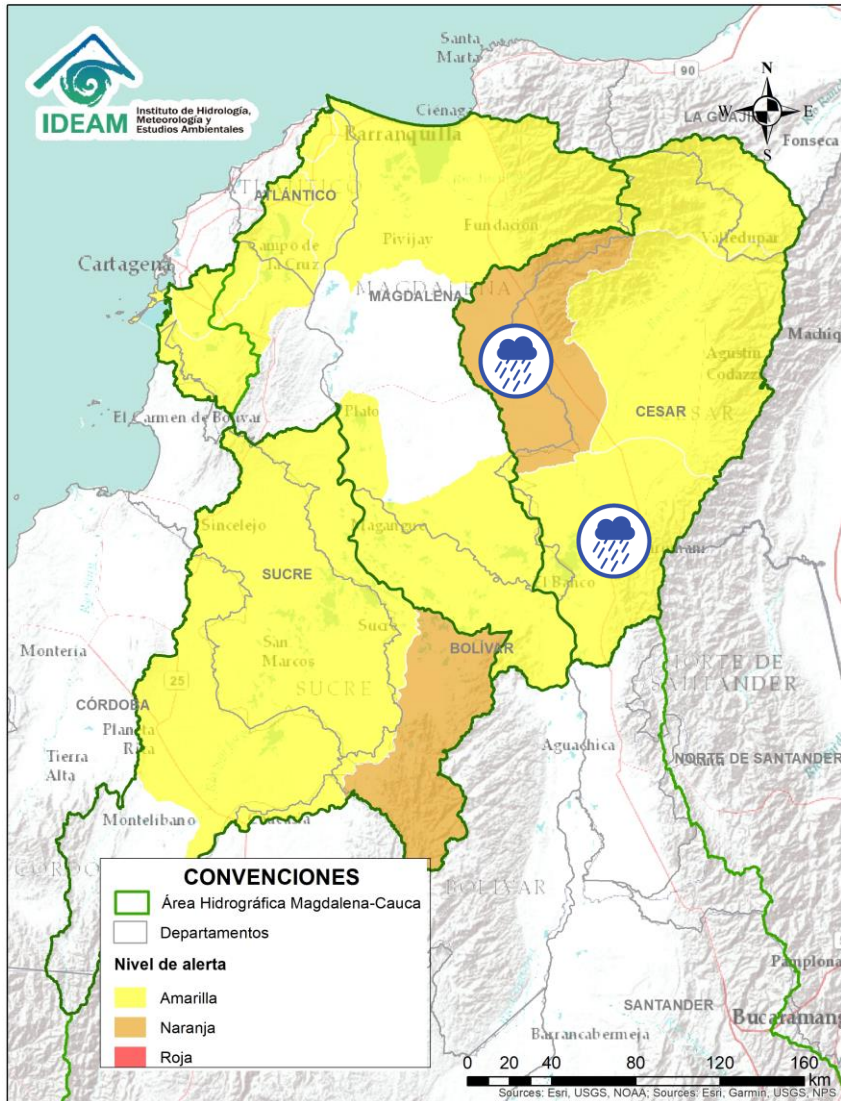 IDEAM
Instituto de Hidrología,
Meteorología y
Estudios Ambientales
Santa
Marta
90
N
W
E
S
LA GUAJIRA
Fonseca
Ciénaga
Barranquilla
ATLÁNTICO
Valledupar
Fundación
Pivijay
Campo de
la Cruz
Cartagena
MAGDALENA
Machiq
Agustín
Codazzi
CESAR
El Carmen de Bolívar
Plato
Sincelejo
Magangue
SUCRE
El Banco
Montería
San
Marcos
Sucre
BOLÍVAR
SUCRE
NORTE DE
SANTANDER
25
CÓRDOBA
Planeta
Rica
Tierra
Alta
Aguachica
NORTE DE SANTANDER
Montelibano
BOLÍVAR
CONVENCIONES
Área Hidrográfica Magdalena-Cauca
Departamentos
Nivel de alerta
Amarilla
Naranja
Roja
Pamplona
SANTANDER
Bucaramang
Barrancabermeja
0 20 40 80 120 160
km
Sources: Esri, USGS, NOAA; Sources: Esri, Garmin, USGS, NPS